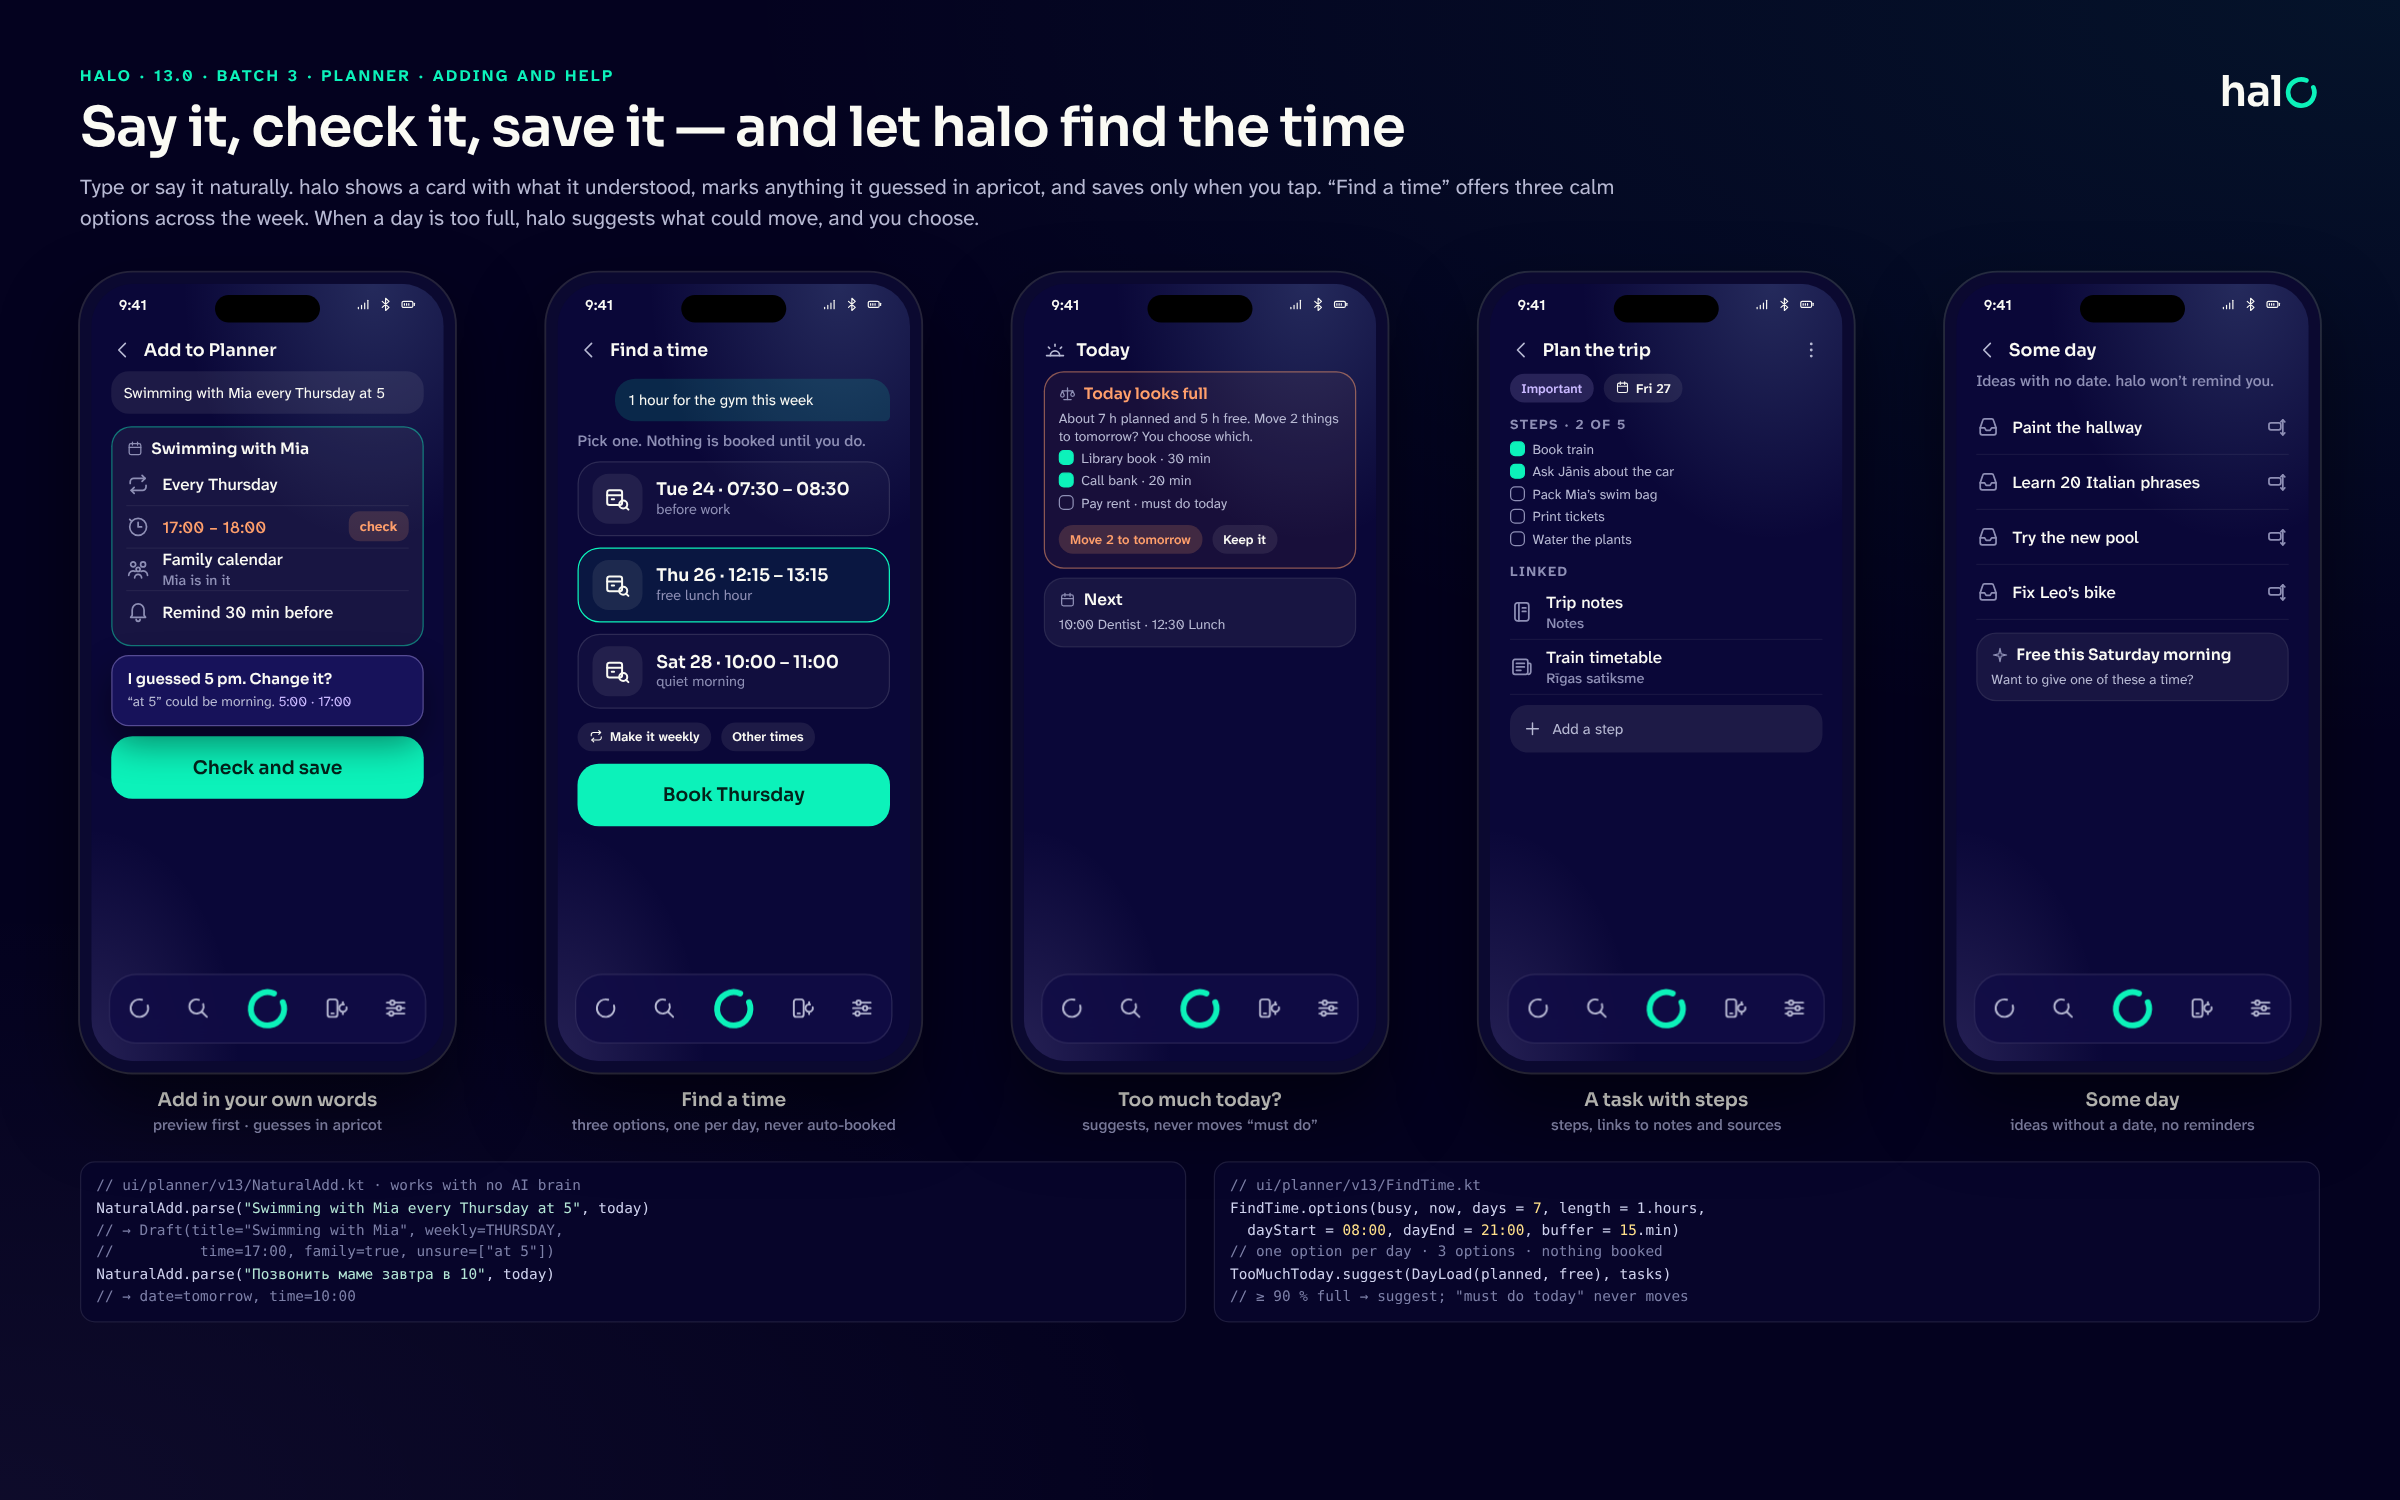 HALO · 13.0 · BATCH 3 · PLANNER · ADDING AND HELP
halo
Say it, check it, save it — and let halo find the time
Type or say it naturally. halo shows a card with what it understood, marks anything it guessed in apricot, and saves only when you tap. “Find a time” offers three calm
options across the week. When a day is too full, halo suggests what could move, and you choose.
9:41
Add to Planner
Swimming with Mia every Thursday at 5
Swimming with Mia
Every Thursday
17:00 – 18:00
check
Family calendar
Mia is in it
Remind 30 min before
I guessed 5 pm. Change it?
“at 5” could be morning. 5:00 · 17:00
Check and save
Add in your own words
preview first · guesses in apricot
9:41
Find a time
1 hour for the gym this week
Pick one. Nothing is booked until you do.
Tue 24 · 07:30 – 08:30
before work
Thu 26 · 12:15 – 13:15
free lunch hour
Sat 28 · 10:00 – 11:00
quiet morning
Make it weekly
Other times
Book Thursday
Find a time
three options, one per day, never auto-booked
9:41
Today
Today looks full
About 7 h planned and 5 h free. Move 2 things
to tomorrow? You choose which.
Library book · 30 min
Call bank · 20 min
Pay rent · must do today
Move 2 to tomorrow
Keep it
Next
10:00 Dentist · 12:30 Lunch
Too much today?
suggests, never moves “must do”
9:41
Plan the trip
Important
Fri 27
STEPS · 2 OF 5
Book train
Ask Jānis about the car
Pack Mia’s swim bag
Print tickets
Water the plants
LINKED
Trip notes
Notes
Train timetable
Rīgas satiksme
Add a step
A task with steps
steps, links to notes and sources
9:41
Some day
Ideas with no date. halo won’t remind you.
Paint the hallway
Learn 20 Italian phrases
Try the new pool
Fix Leo’s bike
Free this Saturday morning
Want to give one of these a time?
Some day
ideas without a date, no reminders
// ui/planner/v13/NaturalAdd.kt · works with no AI brain
NaturalAdd.parse("Swimming with Mia every Thursday at 5", today)
// → Draft(title="Swimming with Mia", weekly=THURSDAY,
//          time=17:00, family=true, unsure=["at 5"])
NaturalAdd.parse("Позвонить маме завтра в 10", today)
// → date=tomorrow, time=10:00
// ui/planner/v13/FindTime.kt
FindTime.options(busy, now, days = 7, length = 1.hours,
  dayStart = 08:00, dayEnd = 21:00, buffer = 15.min)
// one option per day · 3 options · nothing booked
TooMuchToday.suggest(DayLoad(planned, free), tasks)
// ≥ 90 % full → suggest; "must do today" never moves